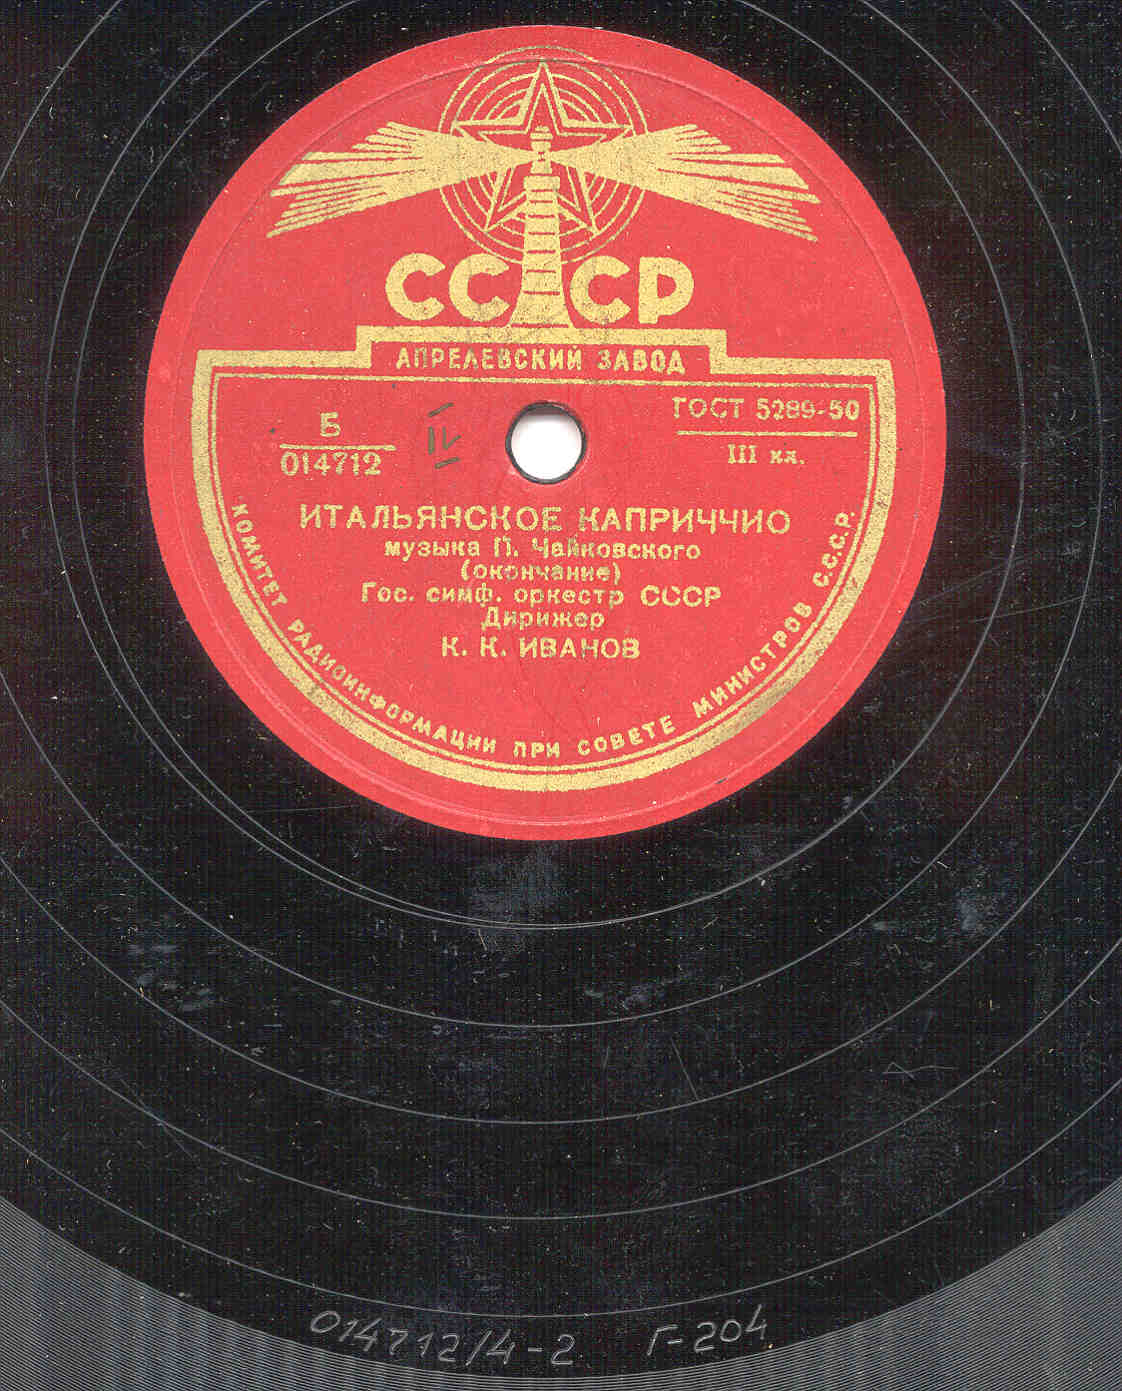 СССР
АПРЕЛЕВСКИЙ ЗАВОД
Б
014712
IV
ГОСТ 5289-50
III кл.
ИТАЛЬЯНСКОЕ КАПРИЧЧИО
музыка П. Чайковского
(окончание)
Гос. симф. оркестр СССР
Дирижер
К. К. ИВАНОВ
КОМИТЕТ РАДИОИНФОРМАЦИИ ПРИ СОВЕТЕ МИНИСТРОВ С.С.С.Р.
014712/4-2 Г-204